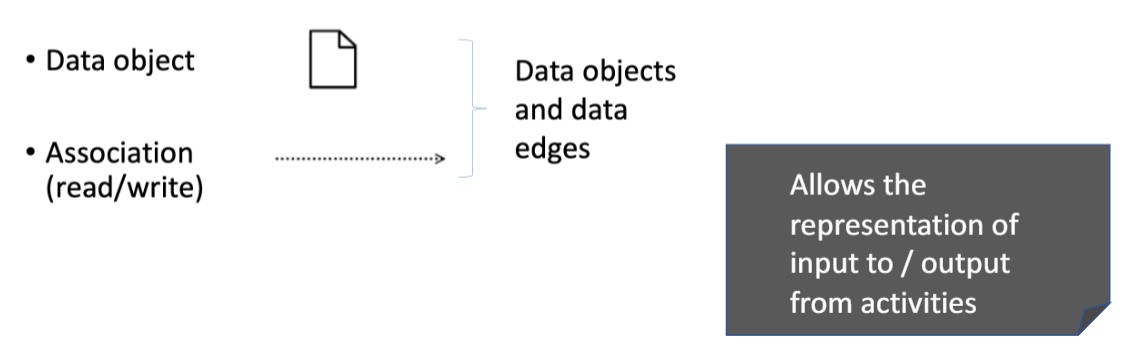 • Data object
• Association
(read/write)
Data objects
and data
edges
Allows the
representation of
input to / output
from activities